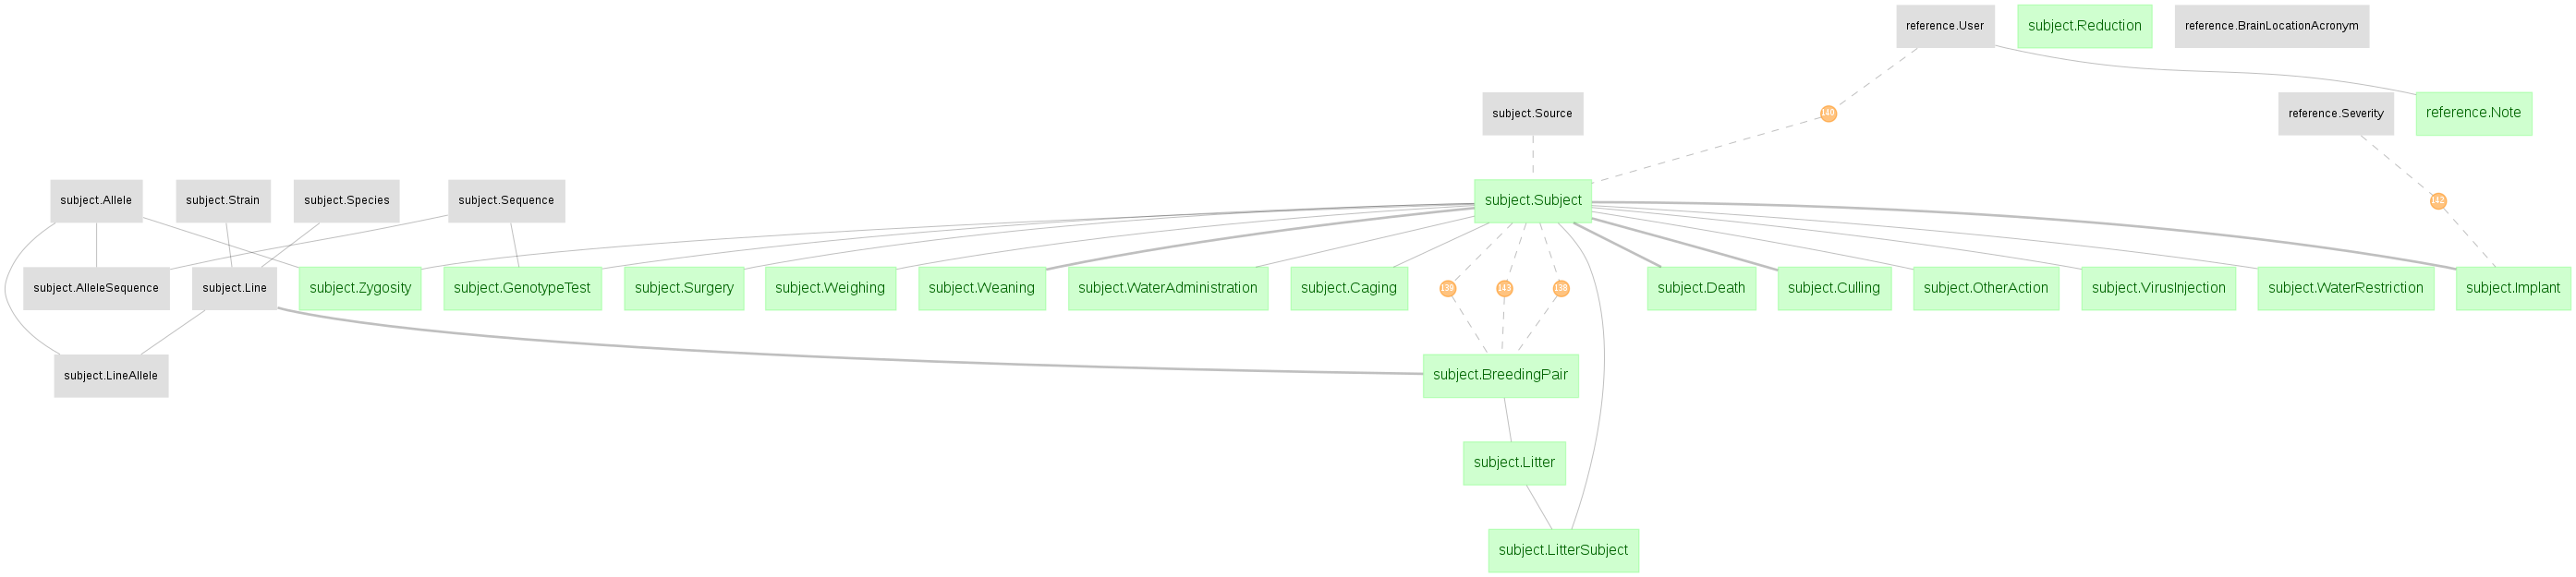 reference.User
subject.Reduction
reference.BrainLocationAcronym
subject.Source
140
reference.Severity
reference.Note
subject.Allele
subject.Strain
subject.Species
subject.Sequence
subject.Subject
142
subject.AlleleSequence
subject.Line
subject.Zygosity
subject.GenotypeTest
subject.Surgery
subject.Weighing
subject.Weaning
subject.WaterAdministration
subject.Caging
139
143
138
subject.Death
subject.Culling
subject.OtherAction
subject.VirusInjection
subject.WaterRestriction
subject.Implant
subject.LineAllele
subject.BreedingPair
subject.Litter
subject.LitterSubject